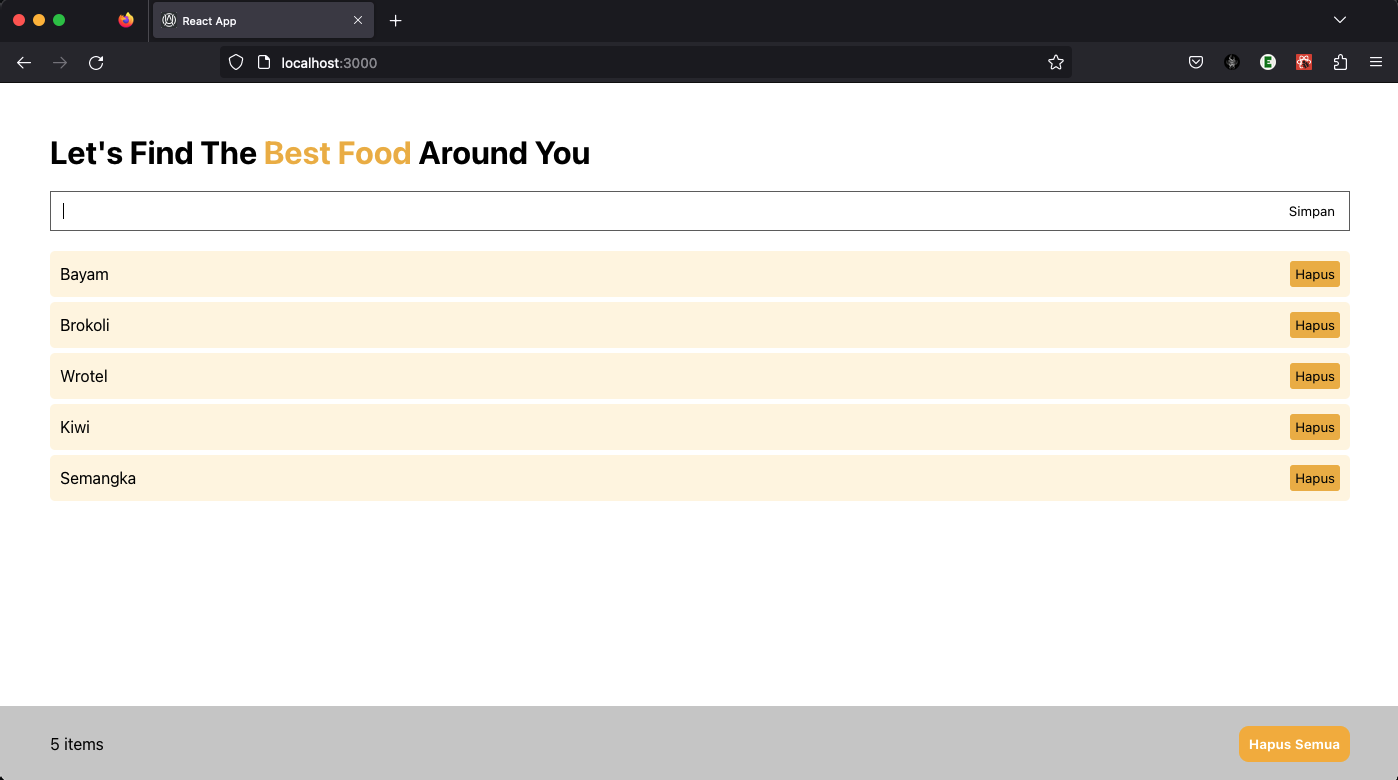 React App
localhost:3000
Let's Find The Best Food Around You
Simpan
Bayam Hapus
Brokoli Hapus
Wrotel Hapus
Kiwi Hapus
Semangka Hapus
5 items Hapus Semua